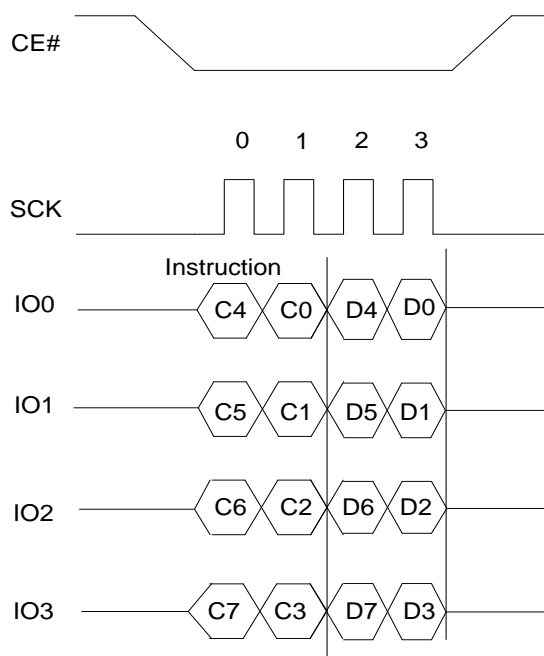 CE#
0 1 2 3
SCK
Instruction
IO0 C4 C0 D4 D0
IO1 C5 C1 D5 D1
IO2 C6 C2 D6 D2
IO3 C7 C3 D7 D3